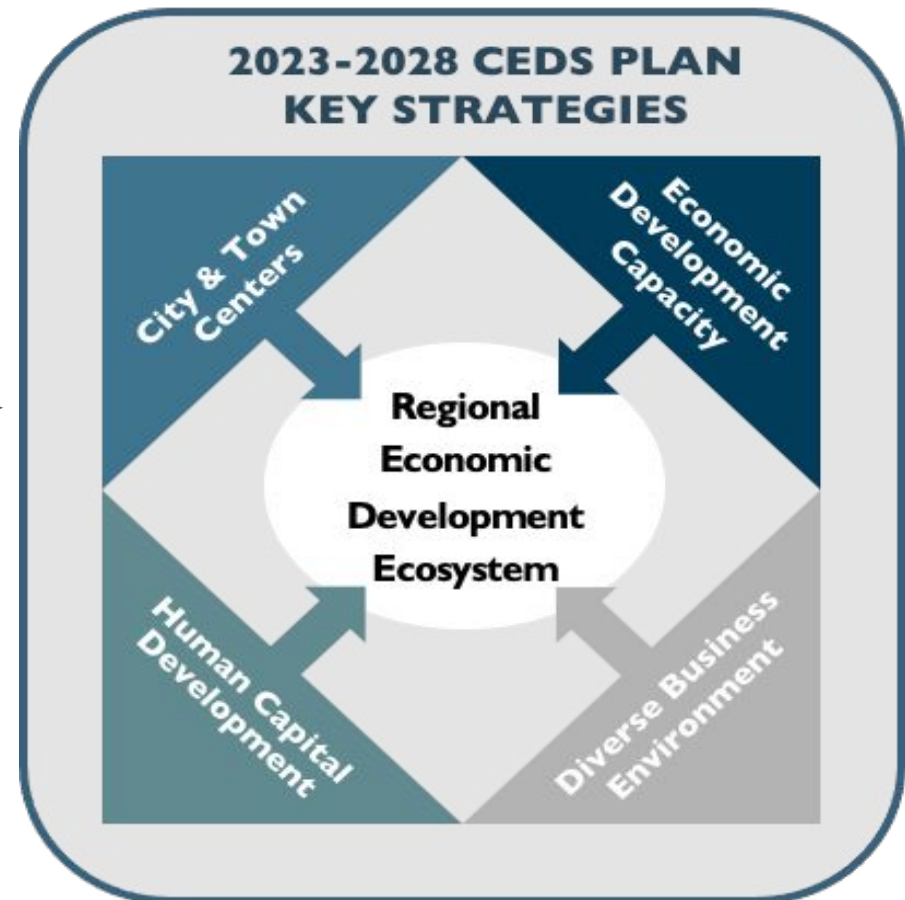 2023-2028 CEDS PLAN
KEY STRATEGIES
City & Town
Centers
Economic
Development
Capacity
Regional
Economic
Development
Ecosystem
Human Capital
Development
Diverse Business
Environment